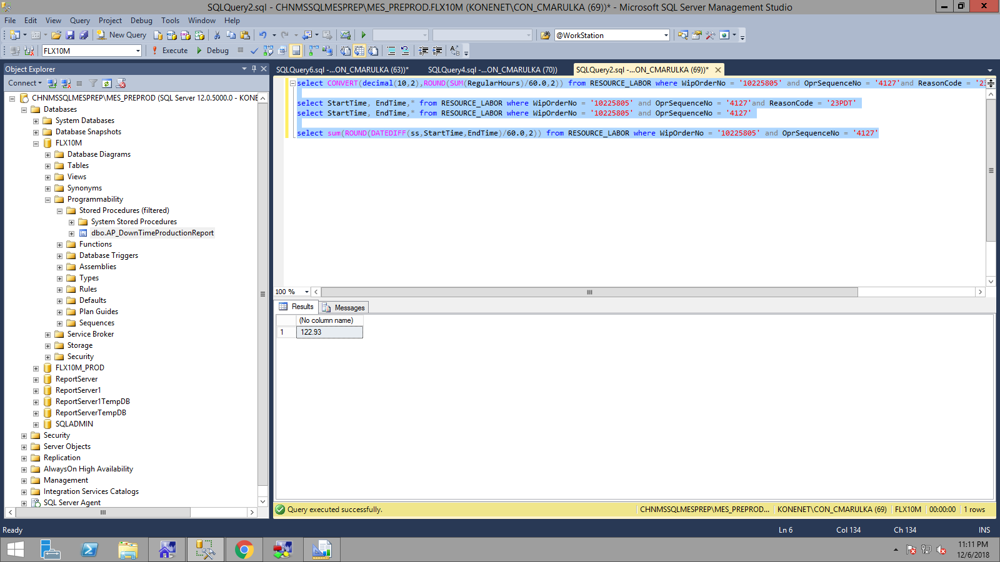 SQLQuery2.sql - CHNMSSQLMESPREP\MES_PREPROD.FLX10M (KONENET\CON_CMARULKA (69))* - Microsoft SQL Server Management Studio
File Edit View Query Project Debug Tools Window Help
New Query @WorkStation
FLX10M Execute Debug
Object Explorer
Connect
CHNMSSQLMESPREP\MES_PREPROD (SQL Server 12.0.5000.0 - KONE
Databases
System Databases
Database Snapshots
FLX10M
Database Diagrams
Tables
Views
Synonyms
Programmability
Stored Procedures (filtered)
System Stored Procedures
dbo.AP_DownTimeProductionReport
Functions
Database Triggers
Assemblies
Types
Rules
Defaults
Plan Guides
Sequences
Service Broker
Storage
Security
FLX10M_PROD
ReportServer
ReportServer1
ReportServer1TempDB
ReportServerTempDB
SQLADMIN
Security
Server Objects
Replication
AlwaysOn High Availability
Management
Integration Services Catalogs
SQL Server Agent
SQLQuery6.sql -...ON_CMARULKA (63))* SQLQuery4.sql -...ON_CMARULKA (70)) SQLQuery2.sql -...ON_CMARULKA (69))*
select CONVERT(decimal(10,2),ROUND(SUM(RegularHours)/60.0,2)) from RESOURCE_LABOR where WipOrderNo = '10225805' and OprSequenceNo = '4127'and ReasonCode = '23
select StartTime, EndTime,* from RESOURCE_LABOR where WipOrderNo = '10225805' and OprSequenceNo = '4127'and ReasonCode = '23PDT'
select StartTime, EndTime,* from RESOURCE_LABOR where WipOrderNo = '10225805' and OprSequenceNo = '4127'
select sum(ROUND(DATEDIFF(ss,StartTime,EndTime)/60.0,2)) from RESOURCE_LABOR where WipOrderNo = '10225805' and OprSequenceNo = '4127'
100 %
Results Messages
(No column name)
1 122.93
Query executed successfully. CHNMSSQLMESPREP\MES_PREPROD... KONENET\CON_CMARULKA (69) FLX10M 00:00:00 1 rows
Ready Ln 6 Col 134 Ch 134 INS
11:11 PM
12/6/2018